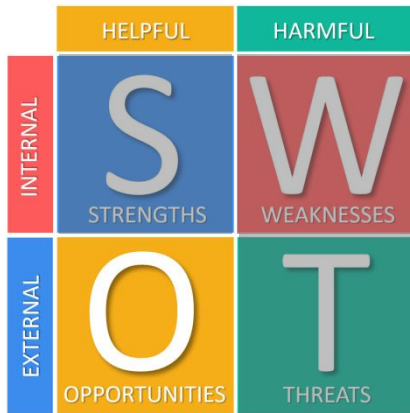 HELPFUL HARMFUL
INTERNAL
S W
STRENGTHS WEAKNESSES
EXTERNAL
O T
OPPORTUNITIES THREATS